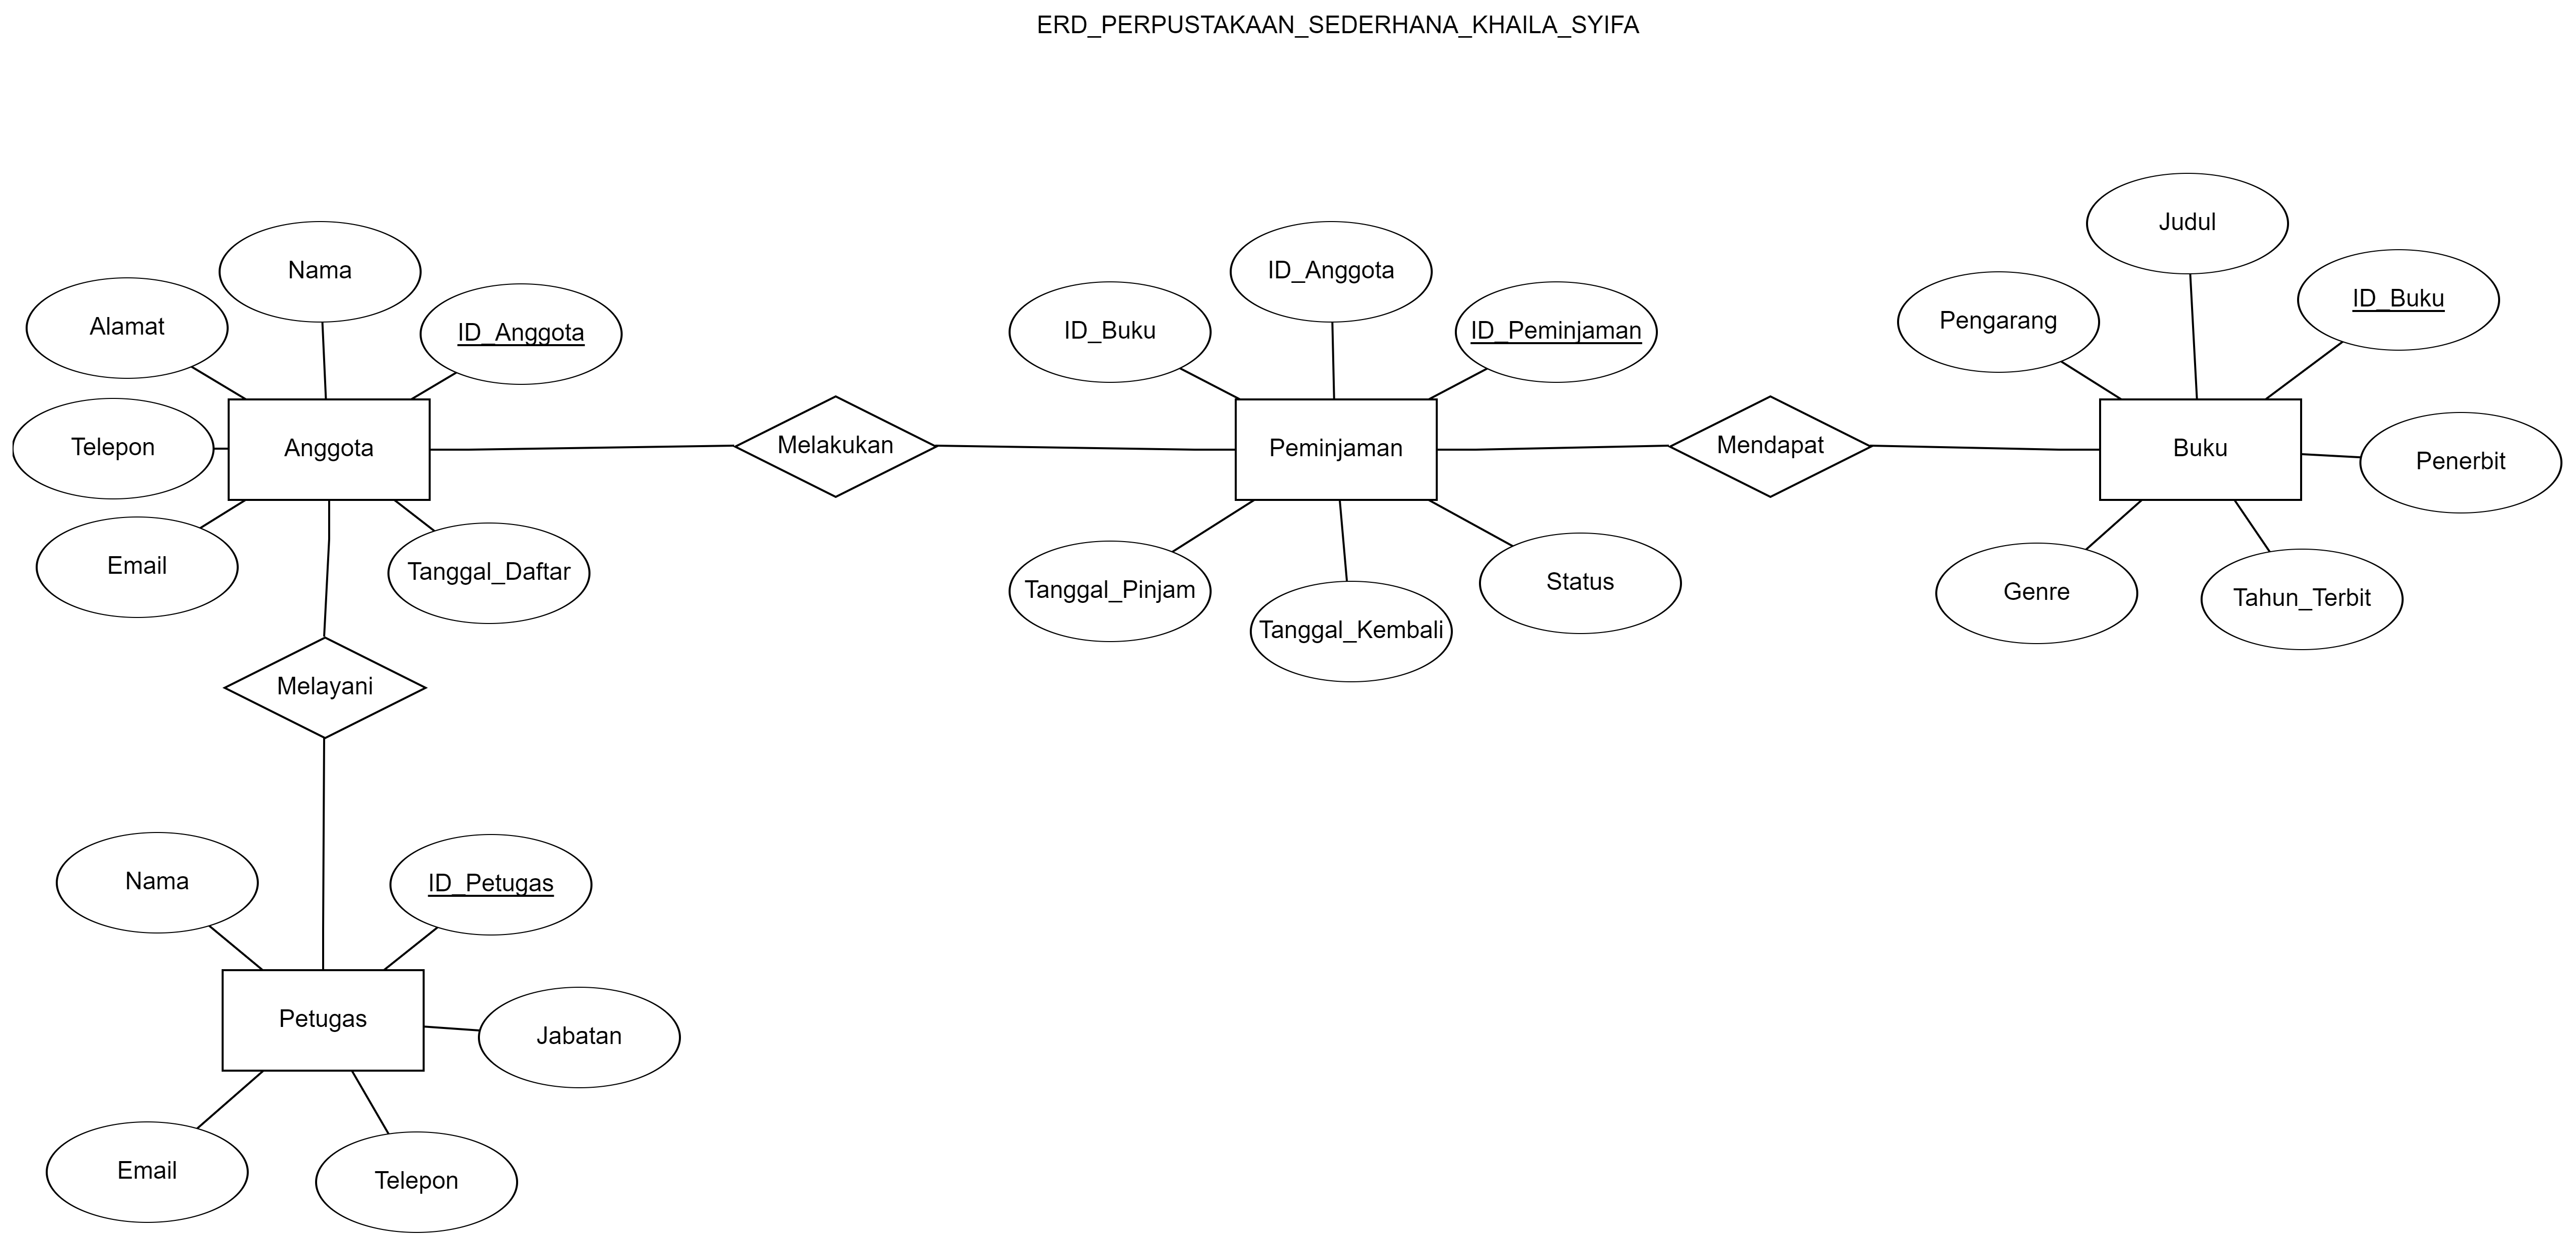 ERD_PERPUSTAKAAN_SEDERHANA_KHAILA_SYIFA
Nama
Alamat
ID_Anggota
Telepon
Anggota
Email
Tanggal_Daftar
Melakukan
ID_Buku
ID_Anggota
ID_Peminjaman
Peminjaman
Tanggal_Pinjam
Tanggal_Kembali
Status
Mendapat
Judul
Pengarang
ID_Buku
Buku
Penerbit
Genre
Tahun_Terbit
Melayani
Nama
ID_Petugas
Petugas
Jabatan
Email
Telepon